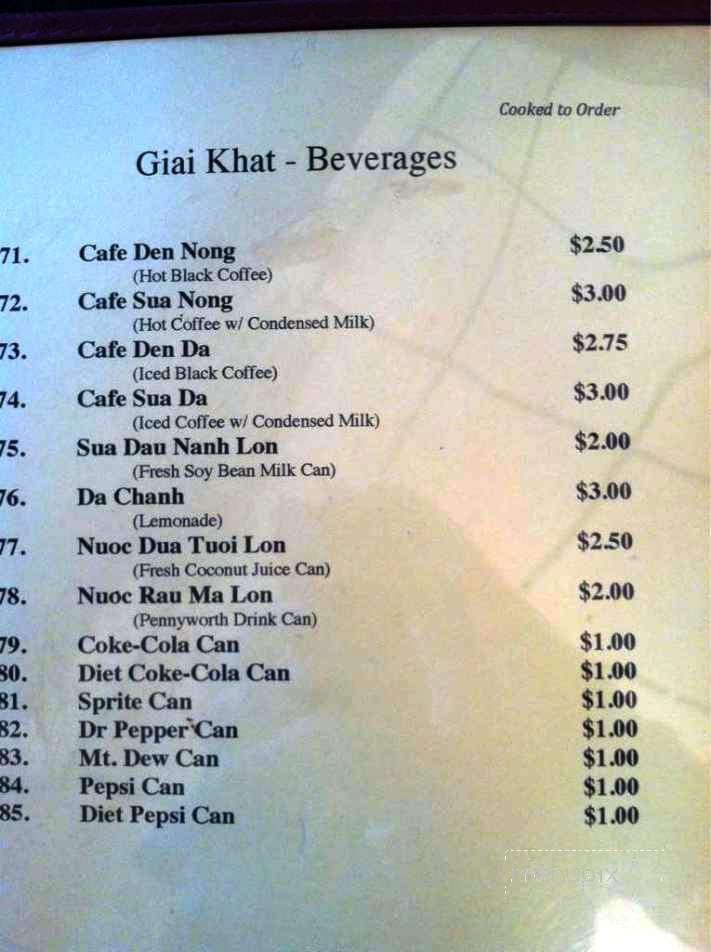 Cooked to Order
Giai Khat - Beverages
71. Cafe Den Nong $2.50
(Hot Black Coffee)
72. Cafe Sua Nong $3.00
(Hot Coffee w/ Condensed Milk)
73. Cafe Den Da $2.75
(Iced Black Coffee)
74. Cafe Sua Da $3.00
(Iced Coffee w/ Condensed Milk)
75. Sua Dau Nanh Lon $2.00
(Fresh Soy Bean Milk Can)
76. Da Chanh $3.00
(Lemonade)
77. Nuoc Dua Tuoi Lon $2.50
(Fresh Coconut Juice Can)
78. Nuoc Rau Ma Lon $2.00
(Pennyworth Drink Can)
79. Coke-Cola Can $1.00
80. Diet Coke-Cola Can $1.00
81. Sprite Can $1.00
82. Dr Pepper Can $1.00
83. Mt. Dew Can $1.00
84. Pepsi Can $1.00
85. Diet Pepsi Can $1.00